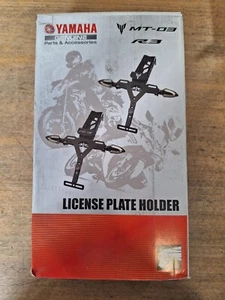 YAMAHA
GENUINE
Parts & Accessories
MT-03
R3
LICENSE PLATE HOLDER